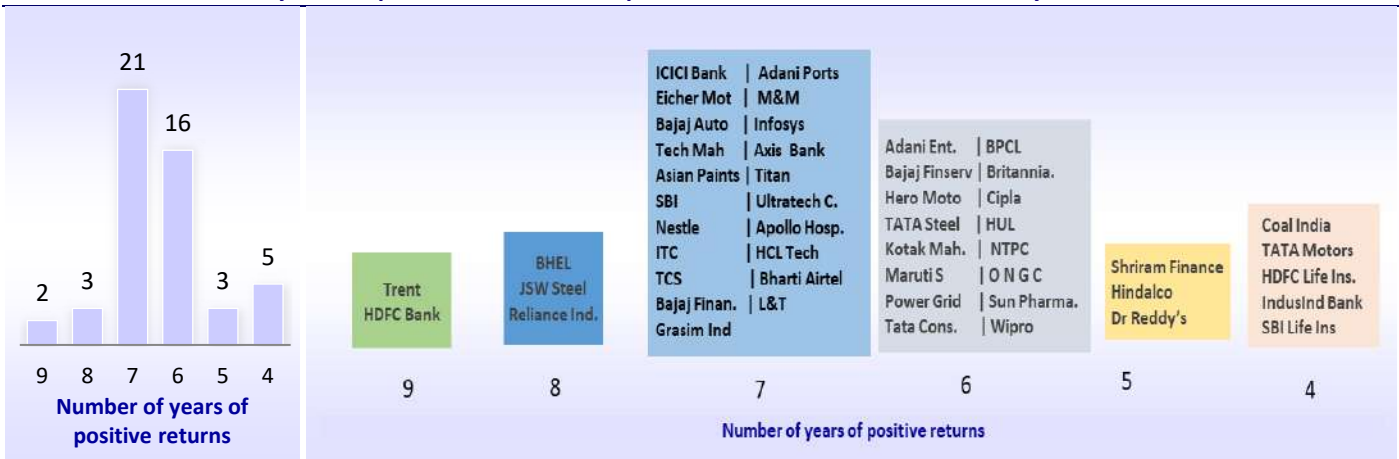 21
16
5
3
3
2
9 8 7 6 5 4
Number of years of
positive returns
Trent
HDFC Bank
9
BHEL
JSW Steel
Reliance Ind.
8
ICICI Bank | Adani Ports
Eicher Mot | M&M
Bajaj Auto | Infosys
Tech Mah | Axis Bank
Asian Paints | Titan
SBI | Ultratech C.
Nestle | Apollo Hosp.
ITC | HCL Tech
TCS | Bharti Airtel
Bajaj Finan. | L&T
Grasim Ind
7
Adani Ent. | BPCL
Bajaj Finserv | Britannia.
Hero Moto | Cipla
TATA Steel | HUL
Kotak Mah. | NTPC
Maruti S | O N G C
Power Grid | Sun Pharma.
Tata Cons. | Wipro
6
Shriram Finance
Hindalco
Dr Reddy's
5
Coal India
TATA Motors
HDFC Life Ins.
IndusInd Bank
SBI Life Ins
4
Number of years of positive returns